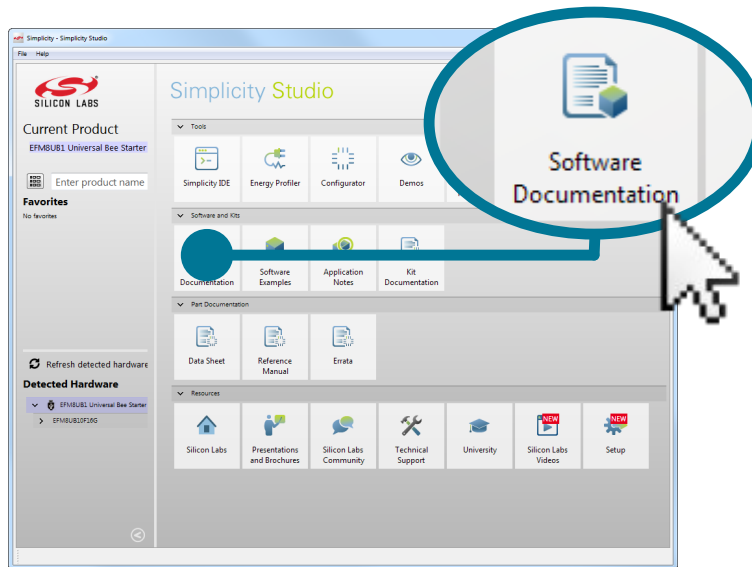 Simplicity - Simplicity Studio
File Help
SILICON LABS
Simplicity Studio
Current Product
EFM8UB1 Universal Bee Starter
Enter product name
Favorites
No favorites
Refresh detected hardware
Detected Hardware
EFM8UB1 Universal Bee Starter
EFM8UB10F16G
Tools
Simplicity IDE
Energy Profiler
Configurator
Demos
Software and Kits
Documentation
Software
Examples
Application
Notes
Kit
Documentation
Part Documentation
Data Sheet
Reference
Manual
Errata
Resources
Silicon Labs
Presentations
and Brochures
Silicon Labs
Community
Technical
Support
University
NEW
Silicon Labs
Videos
NEW
Setup
Software
Documentation